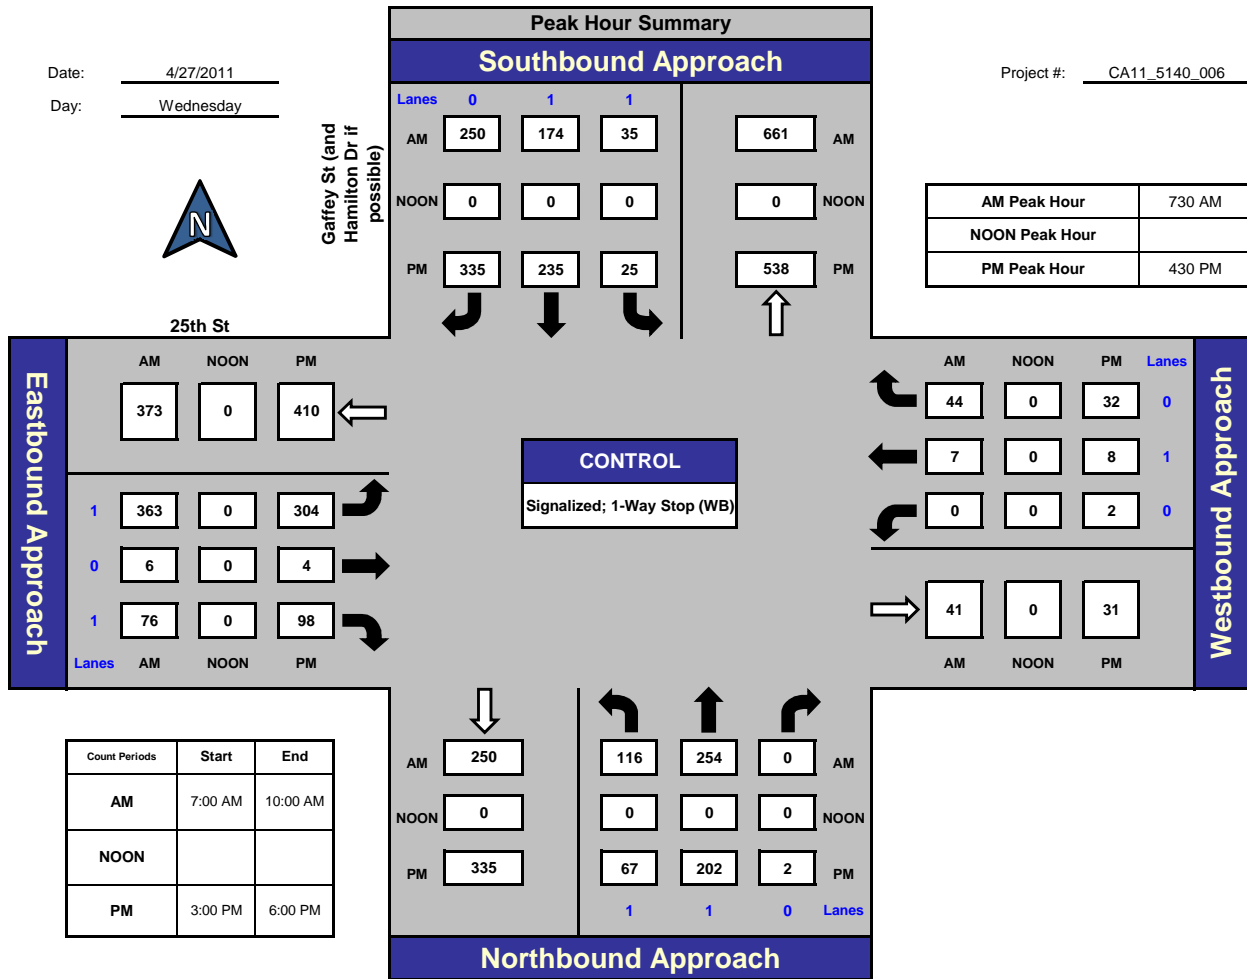 Peak Hour Summary
Southbound Approach
Date: 4/27/2011
Day: Wednesday
Project #: CA11_5140_006
N
Gaffey St (and
Hamilton Dr if
possible)
Lanes 0 1 1
AM 250 174 35 661 AM
NOON 0 0 0 0 NOON
PM 335 235 25 538 PM
AM Peak Hour 730 AM
NOON Peak Hour
PM Peak Hour 430 PM
25th St
Eastbound Approach
AM NOON PM
373 0 410
1 363 0 304
0 6 0 4
1 76 0 98
Lanes AM NOON PM
CONTROL
Signalized; 1-Way Stop (WB)
AM NOON PM Lanes
44 0 32 0
7 0 8 1
0 0 2 0
41 0 31
AM NOON PM
Westbound Approach
Count Periods Start End
AM 7:00 AM 10:00 AM
NOON
PM 3:00 PM 6:00 PM
AM 250 116 254 0 AM
NOON 0 0 0 0 NOON
PM 335 67 202 2 PM
1 1 0 Lanes
Northbound Approach